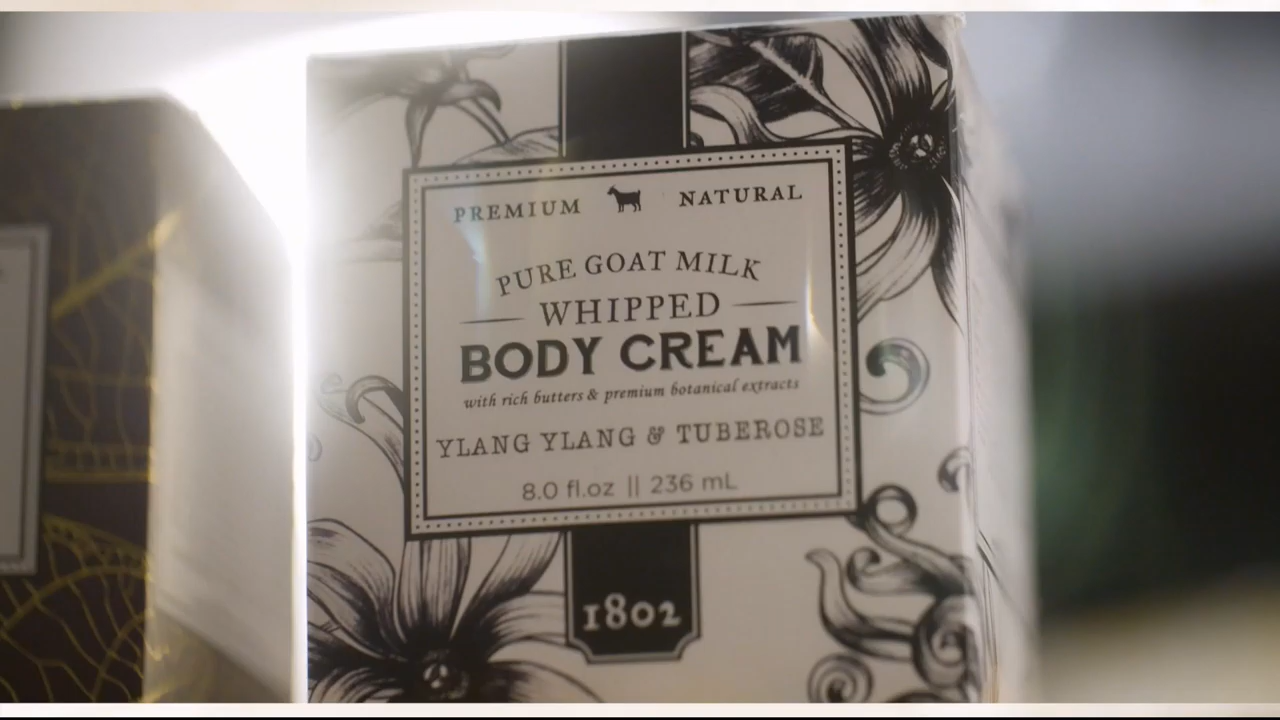 PREMIUM NATURAL
PURE GOAT MILK
WHIPPED
BODY CREAM
with rich butters & premium botanical extracts
YLANG YLANG & TUBEROSE
8.0 fl.oz || 236 mL
1802